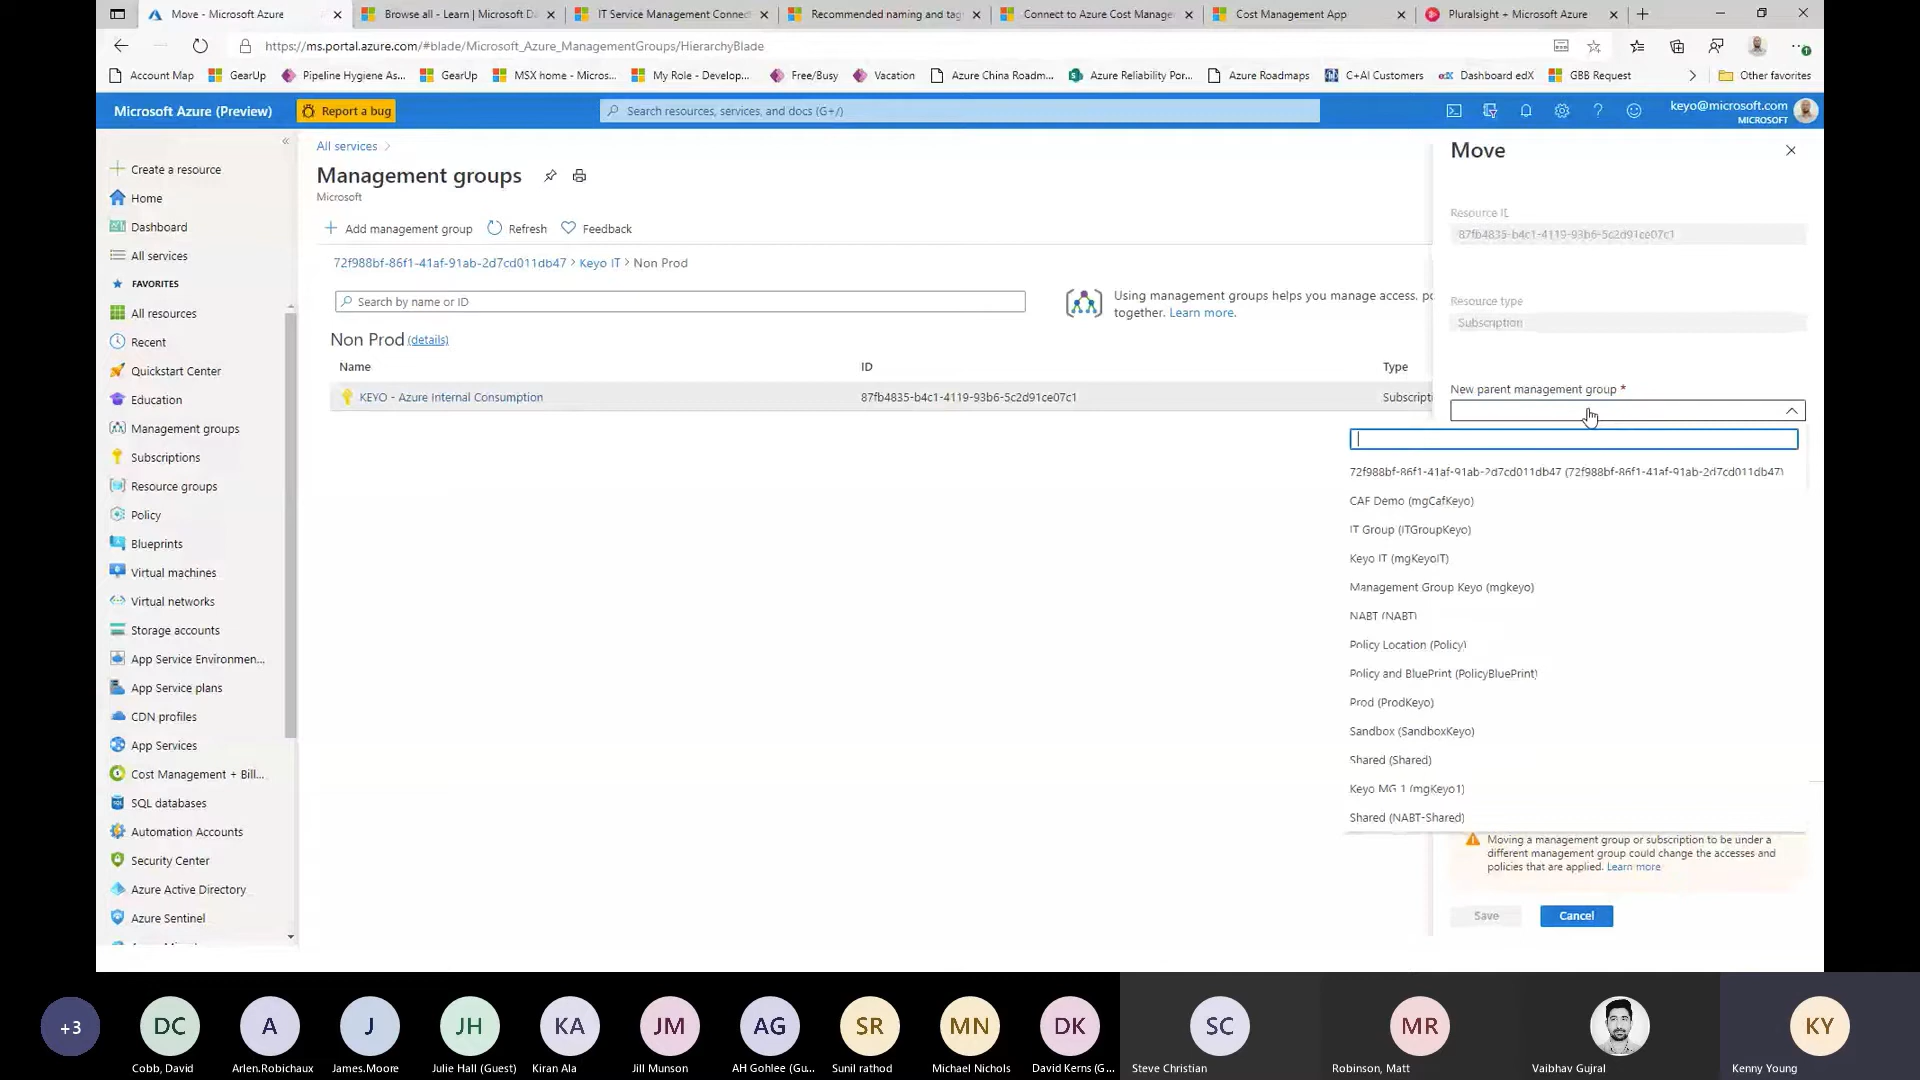 Move - Microsoft Azure
Browse all - Learn | Microsoft Do
IT Service Management Connect
Recommended naming and tagg
Connect to Azure Cost Manage
Cost Management App
Pluralsight + Microsoft Azure
https://ms.portal.azure.com/#blade/Microsoft_Azure_ManagementGroups/HierarchyBlade
Account Map
GearUp
Pipeline Hygiene As...
GearUp
MSX home - Micros...
My Role - Develop...
Free/Busy
Vacation
Azure China Roadm...
Azure Reliability Por...
Azure Roadmaps
C+AI Customers
Dashboard edX
GBB Request
Other favorites
Microsoft Azure (Preview)
Report a bug
Search resources, services, and docs (G+/)
keyo@microsoft.com
MICROSOFT
Create a resource
Home
Dashboard
All services
FAVORITES
All resources
Recent
Quickstart Center
Education
Management groups
Subscriptions
Resource groups
Policy
Blueprints
Virtual machines
Virtual networks
Storage accounts
App Service Environmen...
App Service plans
CDN profiles
App Services
Cost Management + Bill...
SQL databases
Automation Accounts
Security Center
Azure Active Directory
Azure Sentinel
All services >
Management groups
Microsoft
Add management group
Refresh
Feedback
72f988bf-86f1-41af-91ab-2d7cd011db47 > Keyo IT > Non Prod
Search by name or ID
Using management groups helps you manage access, po
together. Learn more.
Non Prod (details)
Name ID Type
KEYO - Azure Internal Consumption 87fb4835-b4c1-4119-93b6-5c2d91ce07c1 Subscripti
Move
Resource ID
87fb4835-b4c1-4119-93b6-5c2d91ce07c1
Resource type
Subscription
New parent management group *
72f988bf-86f1-41af-91ab-2d7cd011db47 (72f988bf-86f1-41af-91ab-2d7cd011db47)
CAF Demo (mgCafKeyo)
IT Group (ITGroupKeyo)
Keyo IT (mgKeyoIT)
Management Group Keyo (mgkeyo)
NABT (NABT)
Policy Location (Policy)
Policy and BluePrint (PolicyBluePrint)
Prod (ProdKeyo)
Sandbox (SandboxKeyo)
Shared (Shared)
Keyo MG 1 (mgKeyo1)
Shared (NABT-Shared)
Moving a management group or subscription to be under a
different management group could change the accesses and
policies that are applied. Learn more
Save
Cancel
+3
DC
A
J
JH
KA
JM
AG
SR
MN
DK
SC
MR
KY
Cobb, David
Arlen.Robichaux
James.Moore
Julie Hall (Guest)
Kiran Ala
Jill Munson
AH Gohlee (Gu...
Sunil rathod
Michael Nichols
David Kerns (G...
Steve Christian
Robinson, Matt
Vaibhav Gujral
Kenny Young